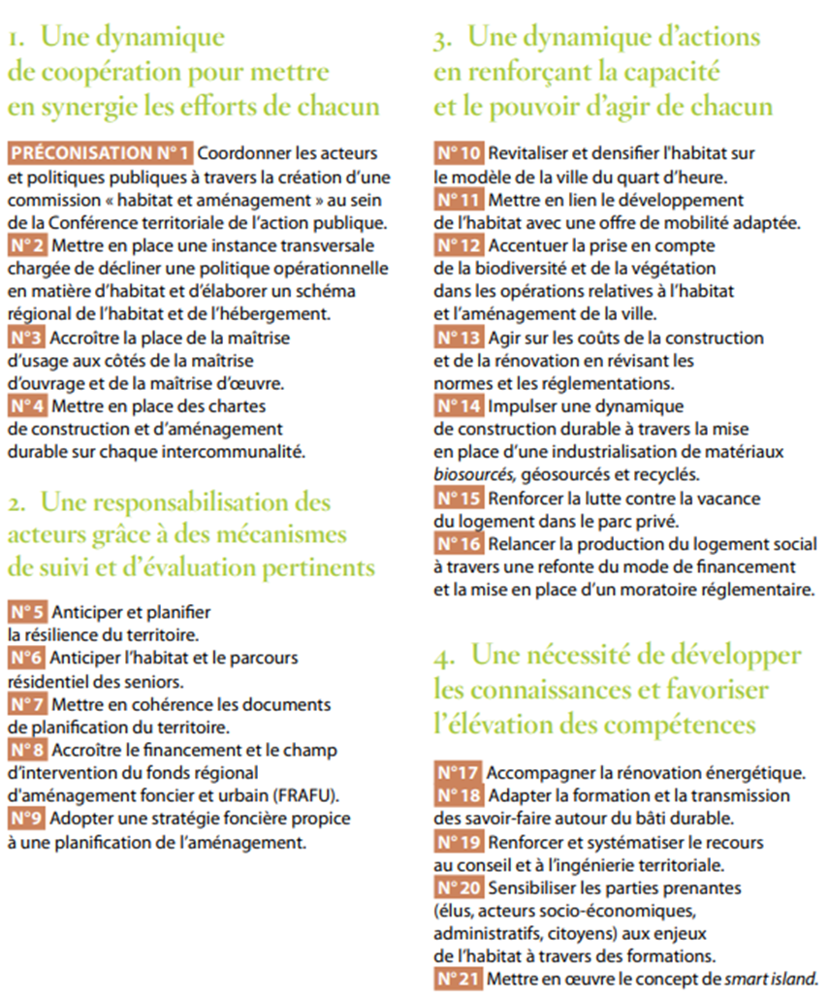 1. Une dynamique
de coopération pour mettre
en synergie les efforts de chacun
PRÉCONISATION N°1 Coordonner les acteurs
et politiques publiques à travers la création d’une
commission « habitat et aménagement » au sein
de la Conférence territoriale de l’action publique.
N°2 Mettre en place une instance transversale
chargée de décliner une politique opérationnelle
en matière d’habitat et d’élaborer un schéma
régional de l’habitat et de l’hébergement.
N°3 Accroître la place de la maîtrise
d’usage aux côtés de la maîtrise
d’ouvrage et de la maîtrise d’œuvre.
N°4 Mettre en place des chartes
de construction et d’aménagement
durable sur chaque intercommunalité.
2. Une responsabilisation des
acteurs grâce à des mécanismes
de suivi et d’évaluation pertinents
N°5 Anticiper et planifier
la résilience du territoire.
N°6 Anticiper l’habitat et le parcours
résidentiel des seniors.
N°7 Mettre en cohérence les documents
de planification du territoire.
N°8 Accroître le financement et le champ
d’intervention du fonds régional
d'aménagement foncier et urbain (FRAFU).
N°9 Adopter une stratégie foncière propice
à une planification de l’aménagement.
3. Une dynamique d’actions
en renforçant la capacité
et le pouvoir d’agir de chacun
N°10 Revitaliser et densifier l'habitat sur
le modèle de la ville du quart d’heure.
N°11 Mettre en lien le développement
de l’habitat avec une offre de mobilité adaptée.
N°12 Accentuer la prise en compte
de la biodiversité et de la végétation
dans les opérations relatives à l’habitat
et l’aménagement de la ville.
N°13 Agir sur les coûts de la construction
et de la rénovation en révisant les
normes et les réglementations.
N°14 Impulser une dynamique
de construction durable à travers la mise
en place d’une industrialisation de matériaux
biosourcés, géosourcés et recyclés.
N°15 Renforcer la lutte contre la vacance
du logement dans le parc privé.
N°16 Relancer la production du logement social
à travers une refonte du mode de financement
et la mise en place d’un moratoire réglementaire.
4. Une nécessité de développer
les connaissances et favoriser
l’élévation des compétences
N°17 Accompagner la rénovation énergétique.
N°18 Adapter la formation et la transmission
des savoir-faire autour du bâti durable.
N°19 Renforcer et systématiser le recours
au conseil et à l’ingénierie territoriale.
N°20 Sensibiliser les parties prenantes
(élus, acteurs socio-économiques,
administratifs, citoyens) aux enjeux
de l’habitat à travers des formations.
N°21 Mettre en œuvre le concept de smart island.